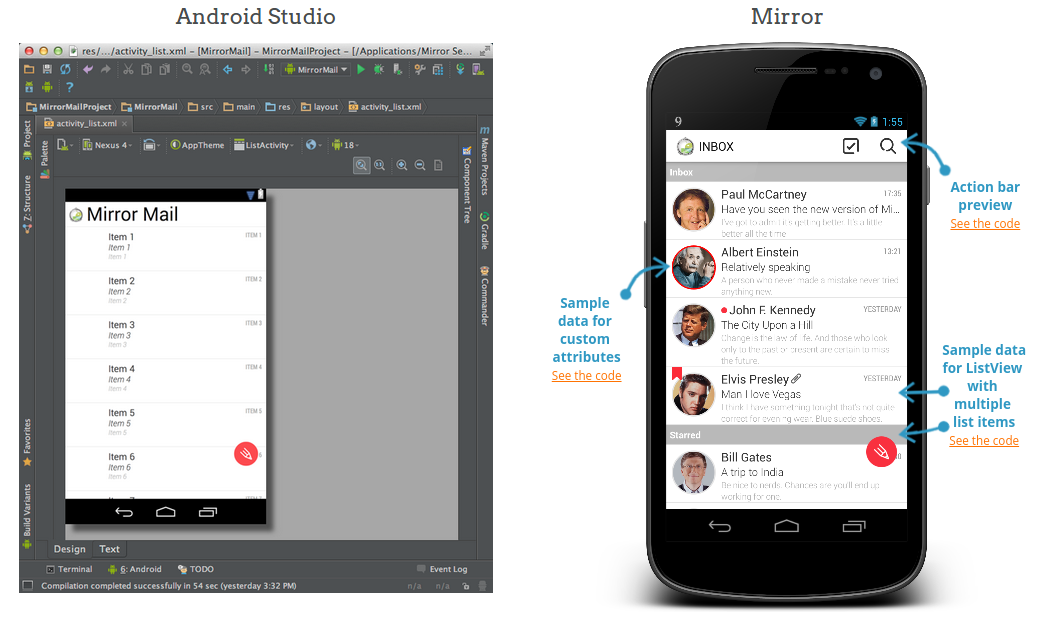 Android Studio
Mirror
res/.../activity_list.xml – [MirrorMail] – MirrorMailProject – [/Applications/Mirror Se...
MirrorMail
MirrorMailProject
MirrorMail
src
main
res
layout
activity_list.xml
activity_list.xml
Nexus 4
AppTheme
ListActivity
18
Project
Z-Structure
Favorites
Build Variants
Palette
Component Tree
Maven Projects
Gradle
Commander
Mirror Mail
Item 1
ITEM 1
Item 1
Item 1
Item 2
ITEM 2
Item 2
Item 2
Item 3
ITEM 3
Item 3
Item 3
Item 4
ITEM 4
Item 4
Item 4
Item 5
ITEM 5
Item 5
Item 5
Item 6
6
Item 6
Item 6
Design
Text
Terminal
6: Android
TODO
Event Log
Compilation completed successfully in 54 sec (yesterday 3:32 PM)
n/a
n/a
9
1:55
INBOX
Inbox
Paul McCartney
17:35
Have you seen the new version of Mi...
I've got to admit it's getting better. It's a little
better all the time
Albert Einstein
13:21
Relatively speaking
A person who never made a mistake never tried
anything new.
John F. Kennedy
YESTERDAY
The City Upon a Hill
Change is the law of life. And those who look
only to the past or present are certain to miss
the future.
Elvis Presley
YESTERDAY
Man I love Vegas
I think I have something tonight that's not quite
correct for evening wear. Blue suede shoes.
Starred
Bill Gates
A trip to India
Be nice to nerds. Chances are you'll end up
working for one.
Action bar
preview
See the code
Sample
data for
custom
attributes
See the code
Sample data
for ListView
with
multiple
list items
See the code